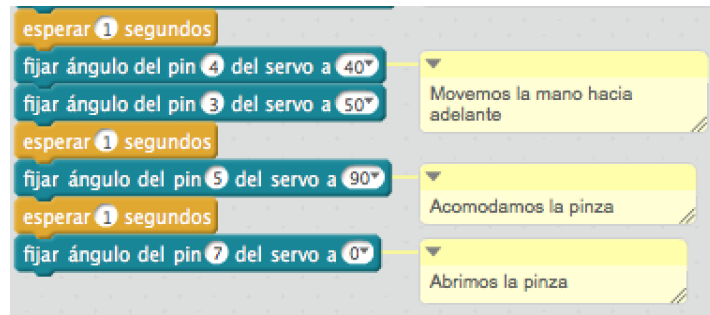 esperar 1 segundos
fijar ángulo del pin 4 del servo a 40
fijar ángulo del pin 3 del servo a 50
Movemos la mano hacia
adelante
esperar 1 segundos
fijar ángulo del pin 5 del servo a 90
Acomodamos la pinza
esperar 1 segundos
fijar ángulo del pin 7 del servo a 0
Abrimos la pinza